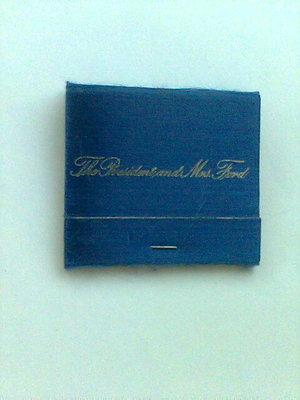 The President and Mrs. Ford